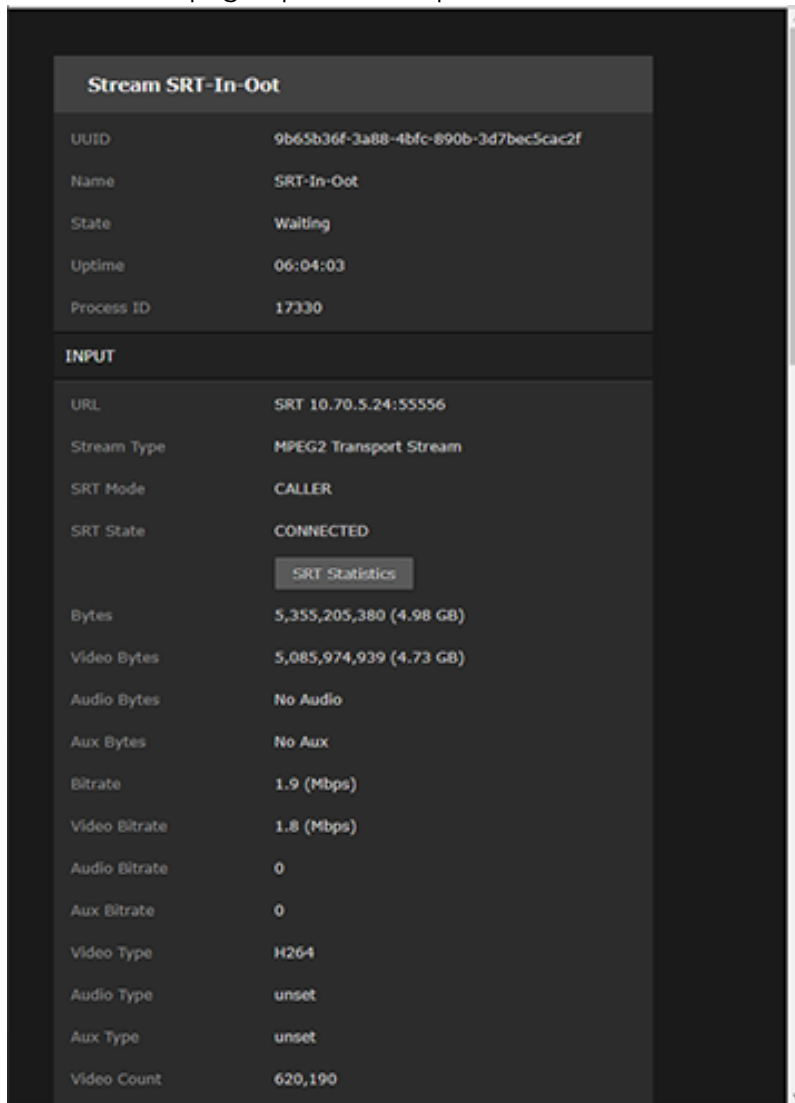 Stream SRT-In-Oot
UUID 9b65b36f-3a88-4bfc-890b-3d7bec5cac2f
Name SRT-In-Oot
State Waiting
Uptime 06:04:03
Process ID 17330
INPUT
URL SRT 10.70.5.24:55556
Stream Type MPEG2 Transport Stream
SRT Mode CALLER
SRT State CONNECTED
SRT Statistics
Bytes 5,355,205,380 (4.98 GB)
Video Bytes 5,085,974,939 (4.73 GB)
Audio Bytes No Audio
Aux Bytes No Aux
Bitrate 1.9 (Mbps)
Video Bitrate 1.8 (Mbps)
Audio Bitrate 0
Aux Bitrate 0
Video Type H264
Audio Type unset
Aux Type unset
Video Count 620,190